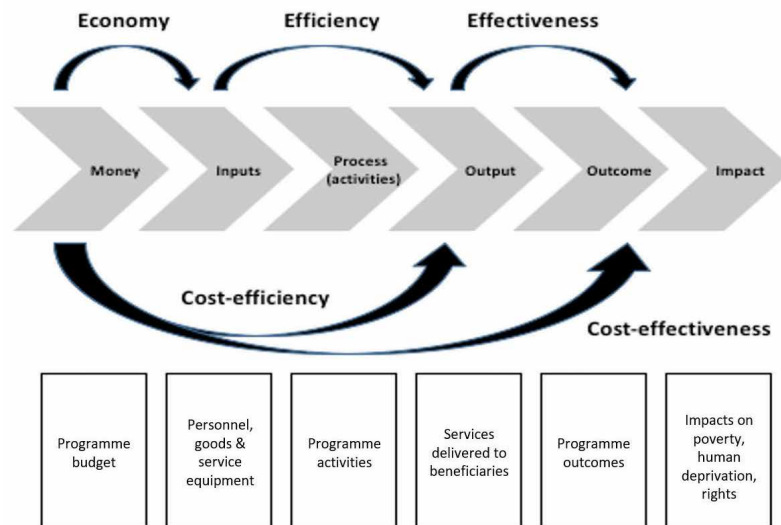 Economy
Efficiency
Effectiveness
Money
Inputs
Process
(activities)
Output
Outcome
Impact
Cost-efficiency
Cost-effectiveness
Programme
budget
Personnel,
goods &
service
equipment
Programme
activities
Services
delivered to
beneficiaries
Programme
outcomes
Impacts on
poverty,
human
deprivation,
rights